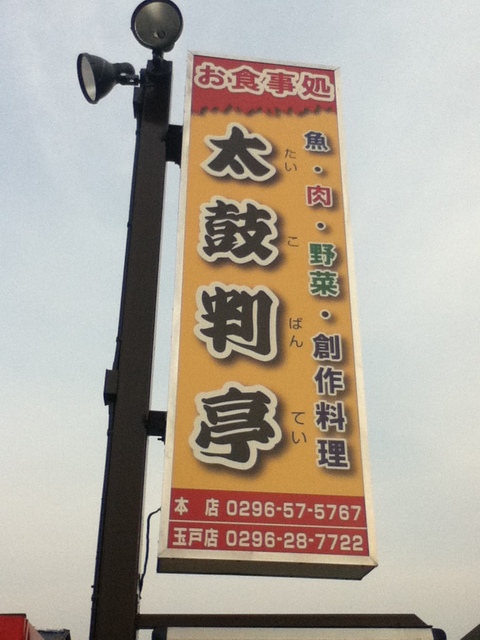 お食事処
魚・肉・野菜・創作料理
太鼓判亭
たいこばんてい
本店 0296-57-5767
玉戸店 0296-28-7722